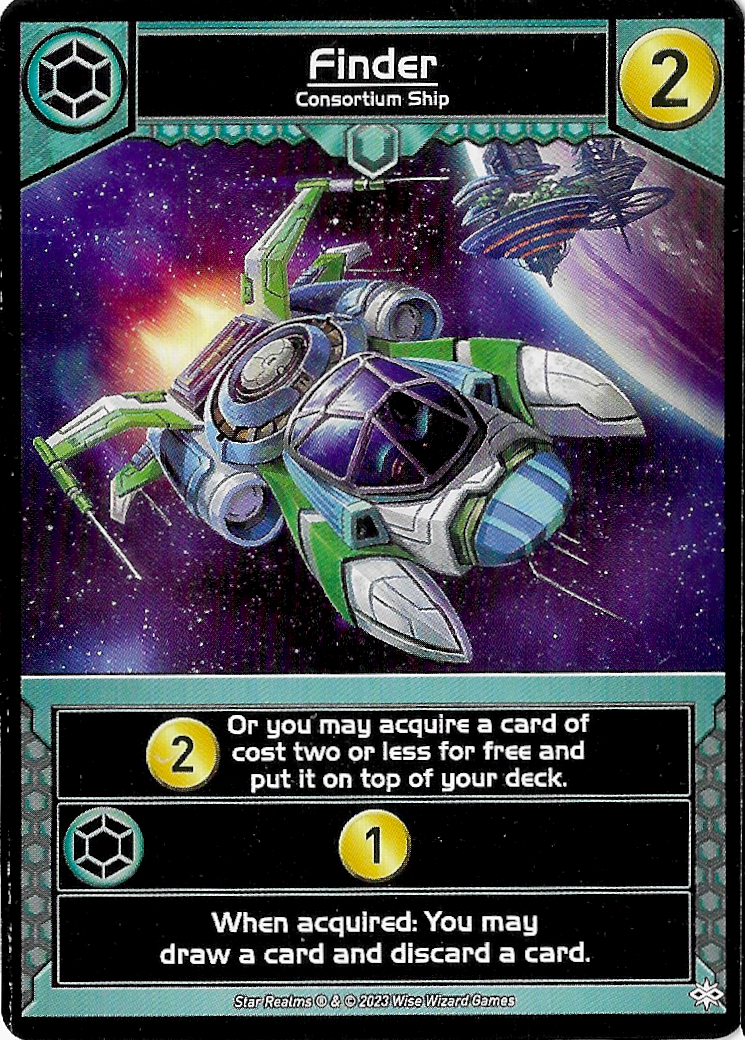 Finder
Consortium Ship
2
2
Or you may acquire a card of
cost two or less for free and
put it on top of your deck.
1
When acquired: You may
draw a card and discard a card.
Star Realms ® & © 2023 Wise Wizard Games